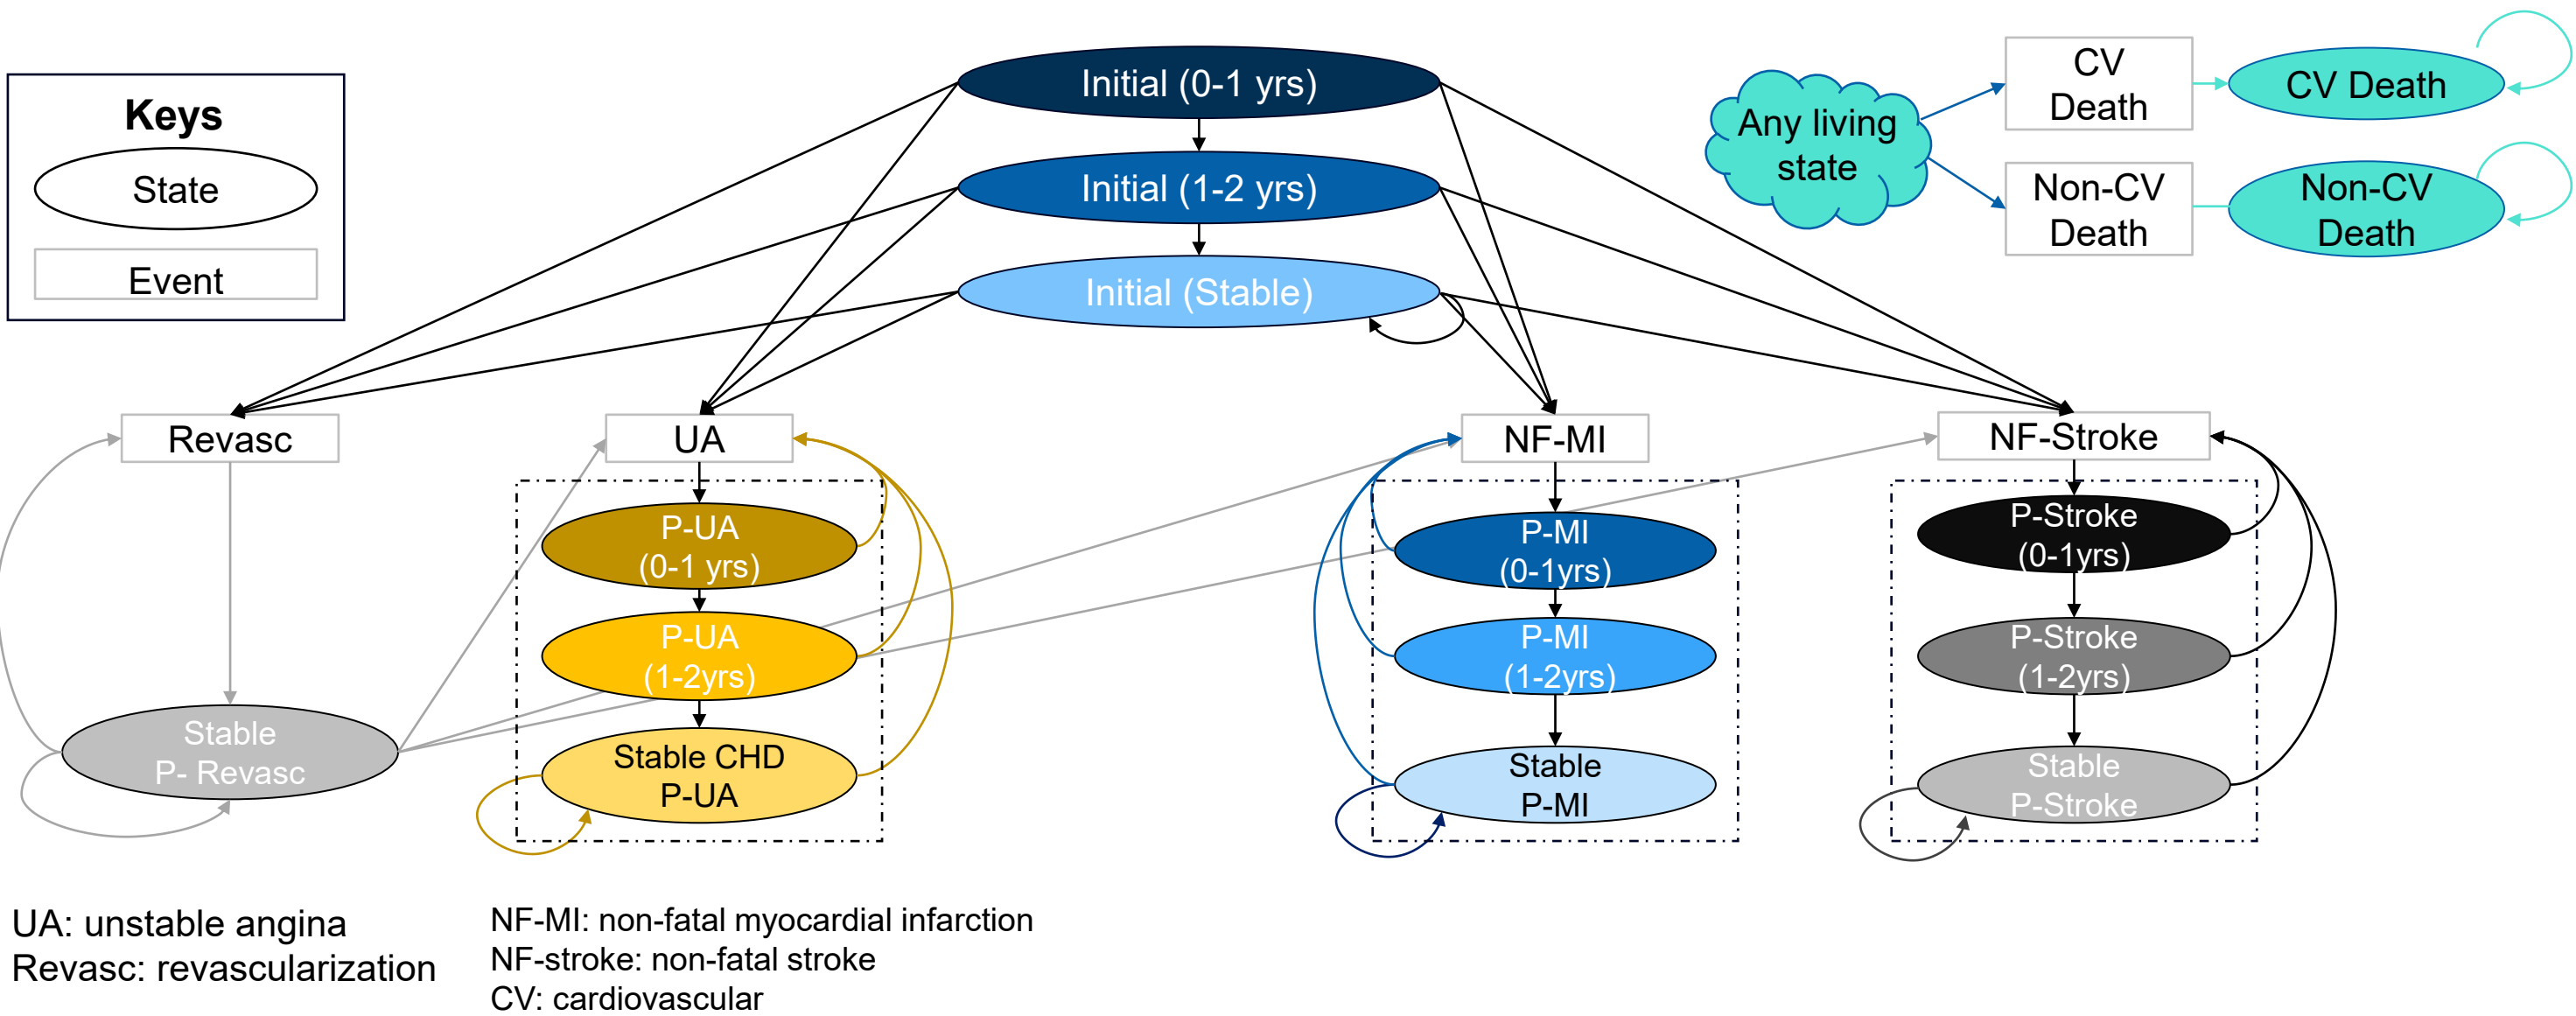 Keys
State
Event
Initial (0-1 yrs)
Initial (1-2 yrs)
Initial (Stable)
Any living
state
CV
Death
CV Death
Non-CV
Death
Non-CV
Death
Revasc
UA
NF-MI
NF-Stroke
P-UA
(0-1 yrs)
P-UA
(1-2yrs)
Stable CHD
P-UA
P-MI
(0-1yrs)
P-MI
(1-2yrs)
Stable
P-MI
P-Stroke
(0-1yrs)
P-Stroke
(1-2yrs)
Stable
P-Stroke
Stable
P- Revasc
UA: unstable angina
Revasc: revascularization
NF-MI: non-fatal myocardial infarction
NF-stroke: non-fatal stroke
CV: cardiovascular